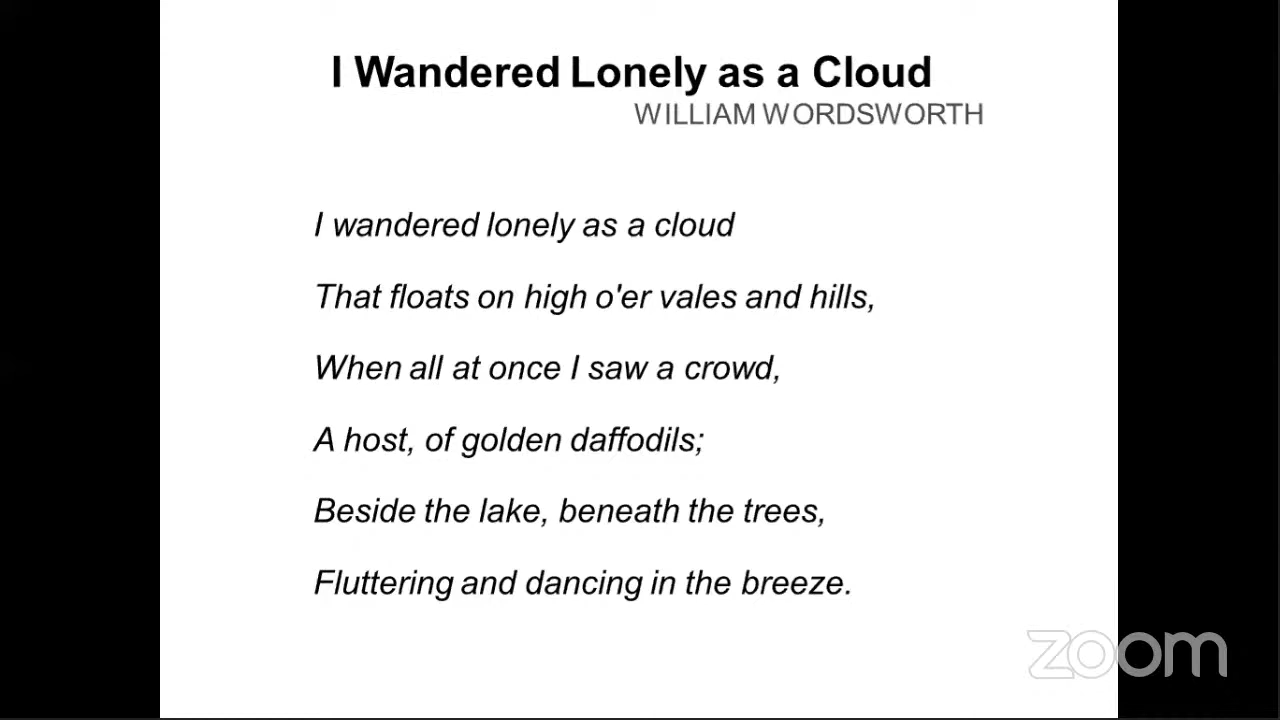 I Wandered Lonely as a Cloud
WILLIAM WORDSWORTH
I wandered lonely as a cloud
That floats on high o'er vales and hills,
When all at once I saw a crowd,
A host, of golden daffodils;
Beside the lake, beneath the trees,
Fluttering and dancing in the breeze.
zoom